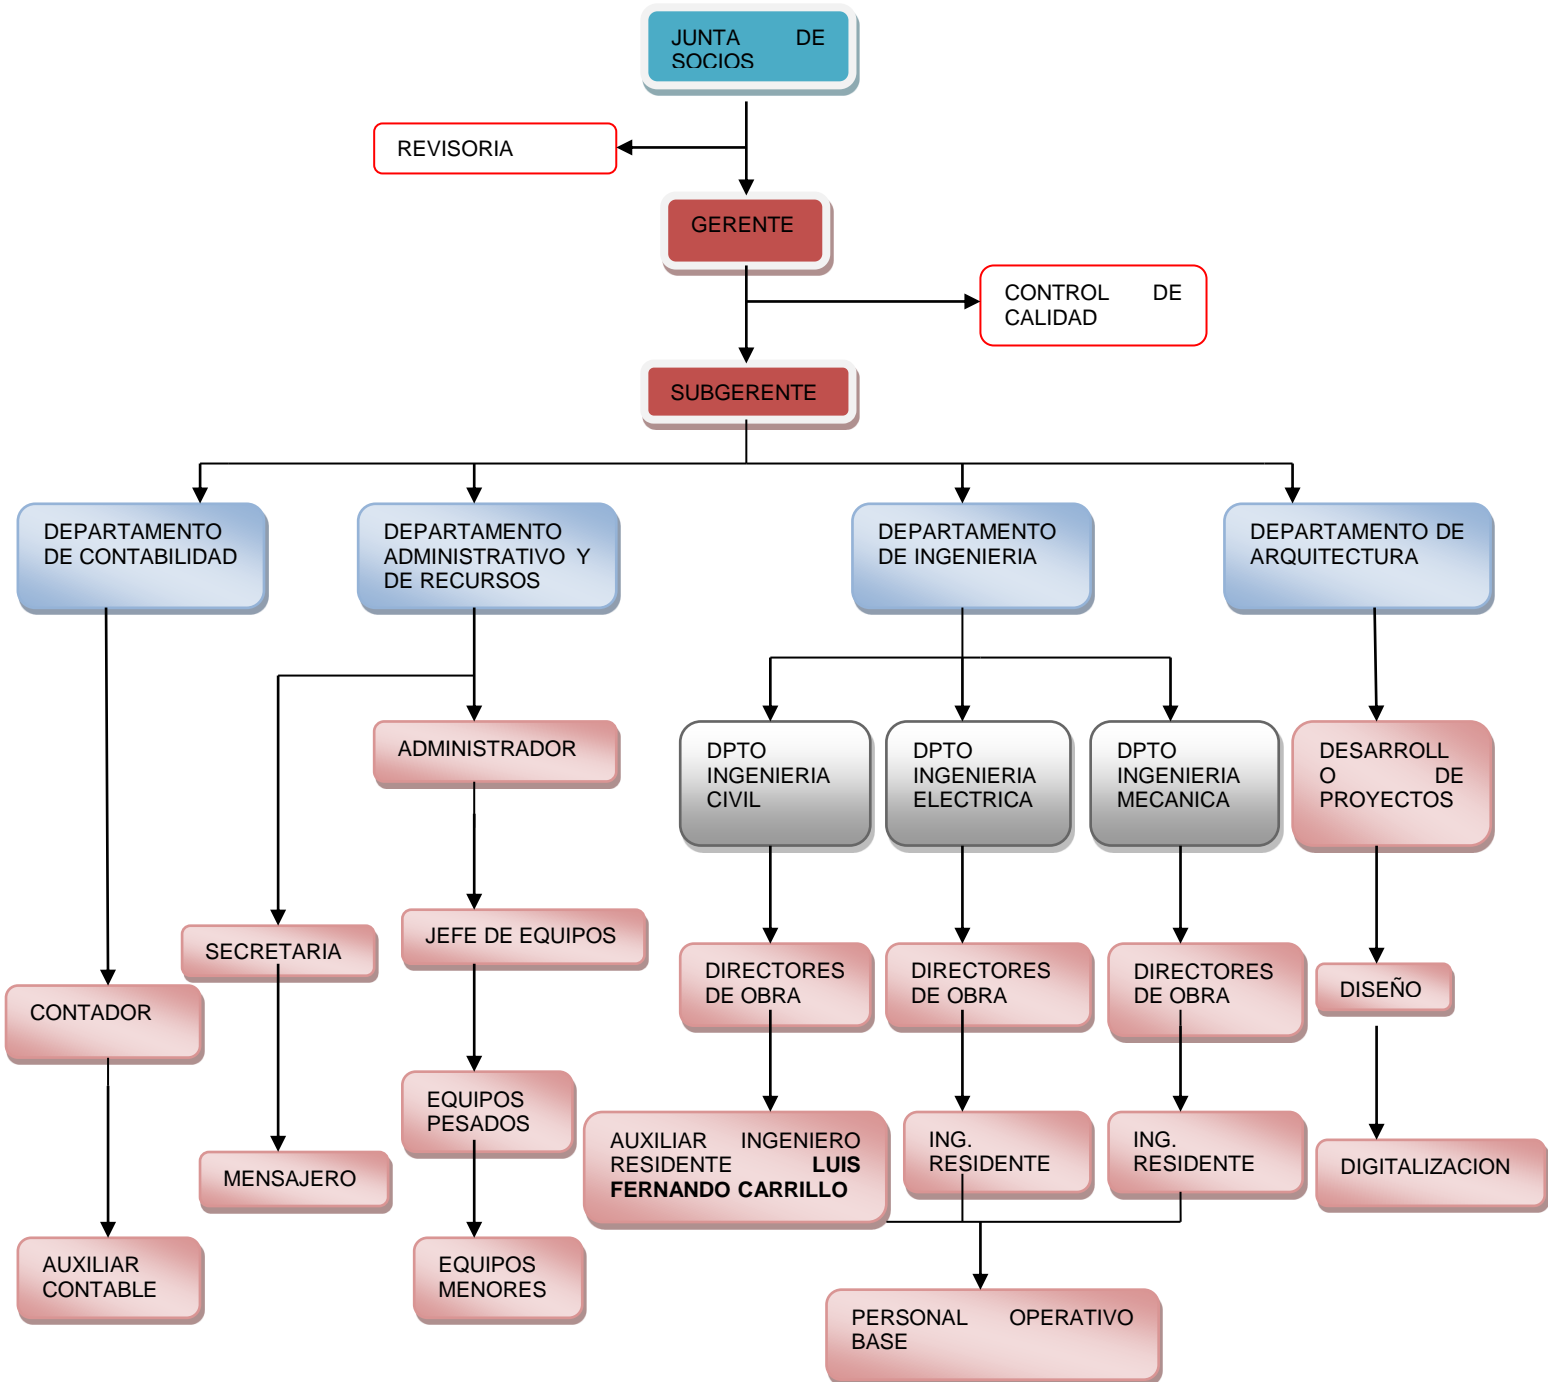 JUNTA DE
SOCIOS
REVISORIA
GERENTE
CONTROL DE
CALIDAD
SUBGERENTE
DEPARTAMENTO
DE CONTABILIDAD
DEPARTAMENTO
ADMINISTRATIVO Y
DE RECURSOS
DEPARTAMENTO
DE INGENIERIA
DEPARTAMENTO DE
ARQUITECTURA
ADMINISTRADOR
DPTO
INGENIERIA
CIVIL
DPTO
INGENIERIA
ELECTRICA
DPTO
INGENIERIA
MECANICA
DESARROLL
O DE
PROYECTOS
SECRETARIA
JEFE DE EQUIPOS
DIRECTORES
DE OBRA
DIRECTORES
DE OBRA
DIRECTORES
DE OBRA
DISEÑO
CONTADOR
EQUIPOS
PESADOS
AUXILIAR INGENIERO
RESIDENTE LUIS
FERNANDO CARRILLO
ING.
RESIDENTE
ING.
RESIDENTE
DIGITALIZACION
MENSAJERO
AUXILIAR
CONTABLE
EQUIPOS
MENORES
PERSONAL OPERATIVO
BASE